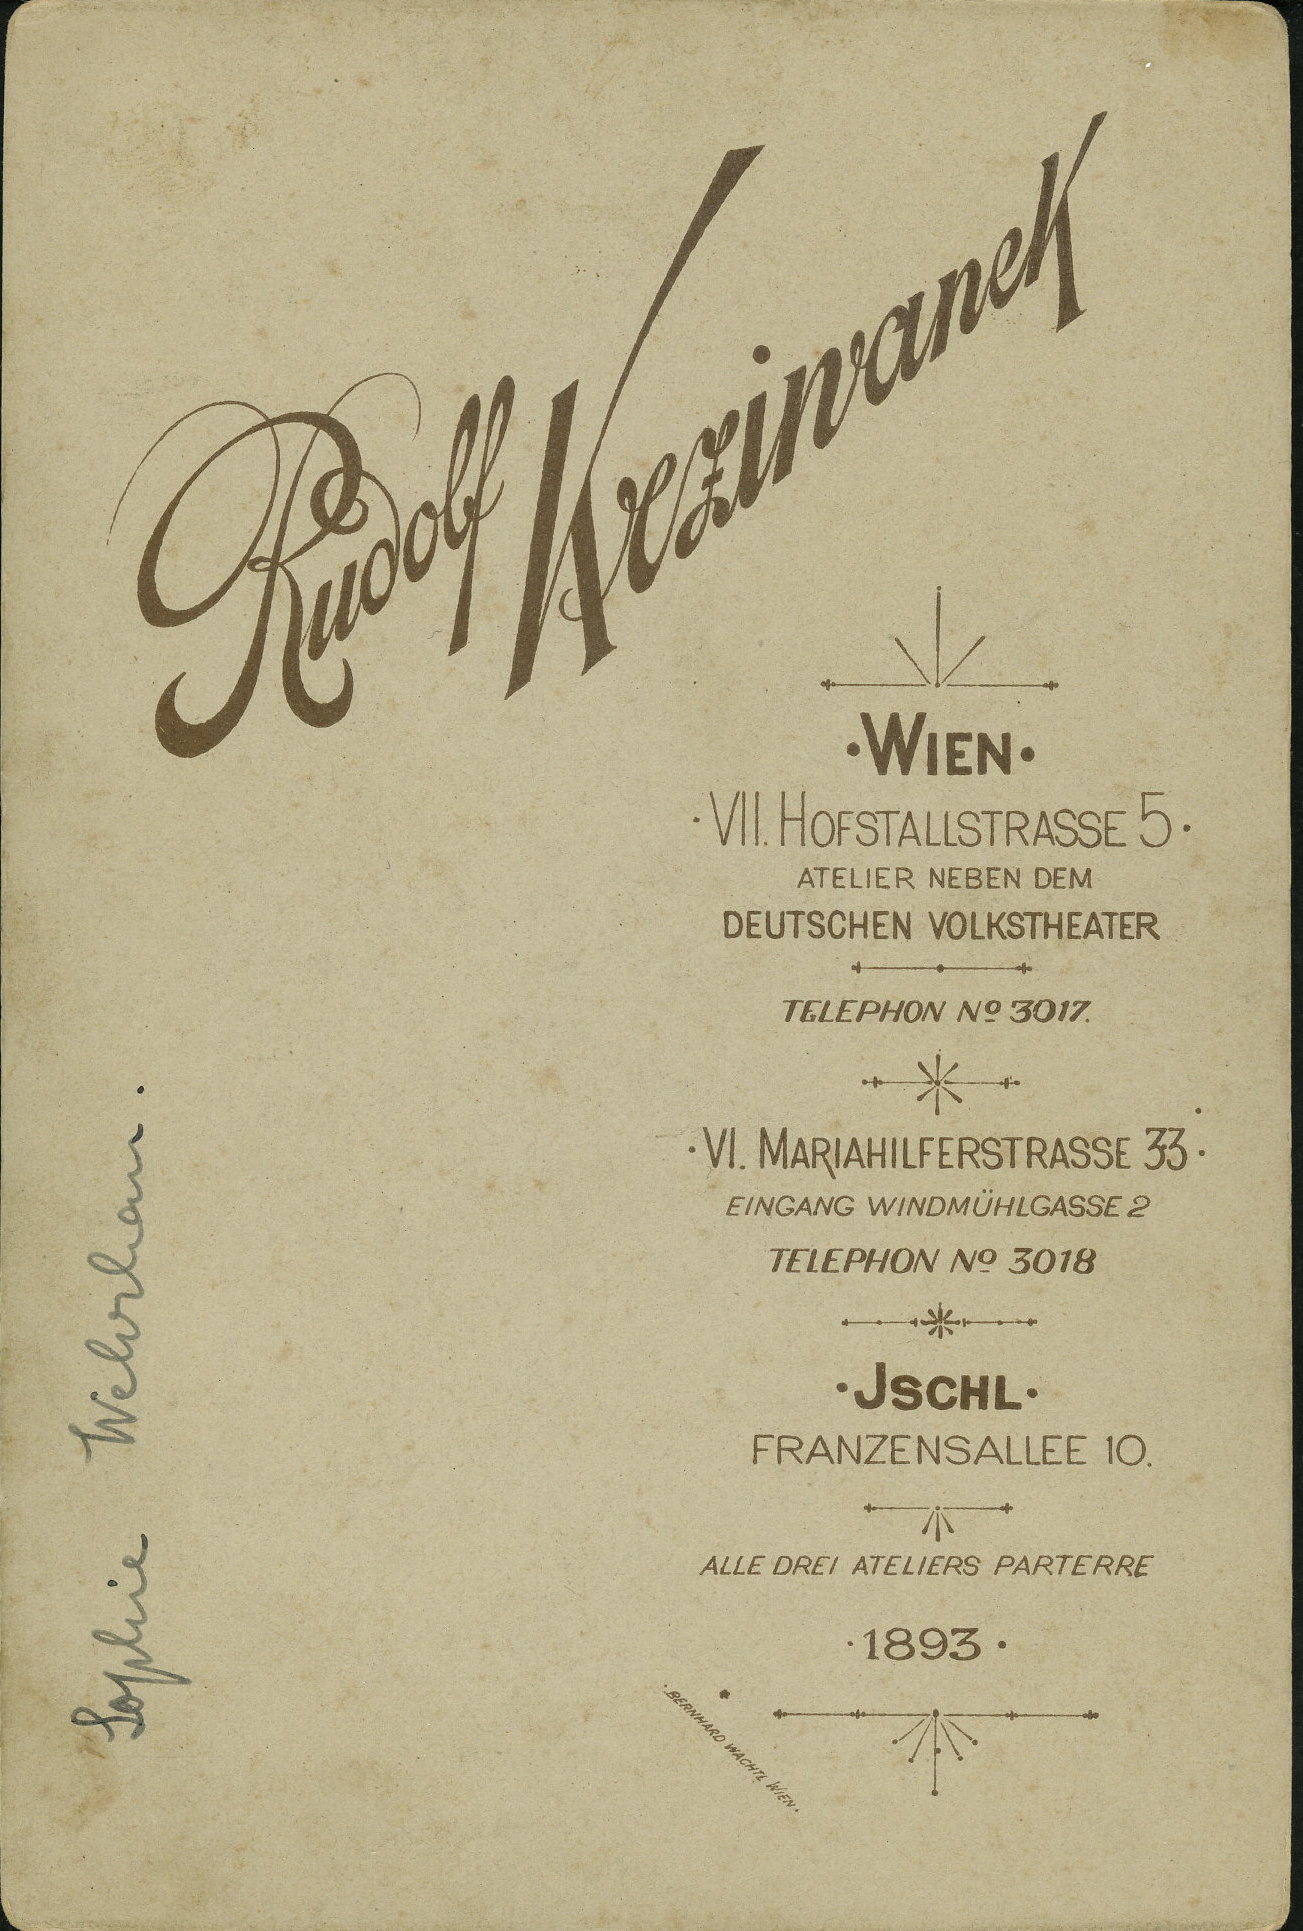 Rudolf Krziwanek
·WIEN·
·VII. HOFSTALLSTRASSE 5·
ATELIER NEBEN DEM
DEUTSCHEN VOLKSTHEATER
TELEPHON Nº 3017.
·VI. MARIAHILFERSTRASSE 33·
EINGANG WINDMÜHLGASSE 2
TELEPHON Nº 3018
·JSCHL·
FRANZENSALLEE 10.
ALLE DREI ATELIERS PARTERRE
·1893·
·BERNHARD WACHTL WIEN·
Sophie Wehrhan.